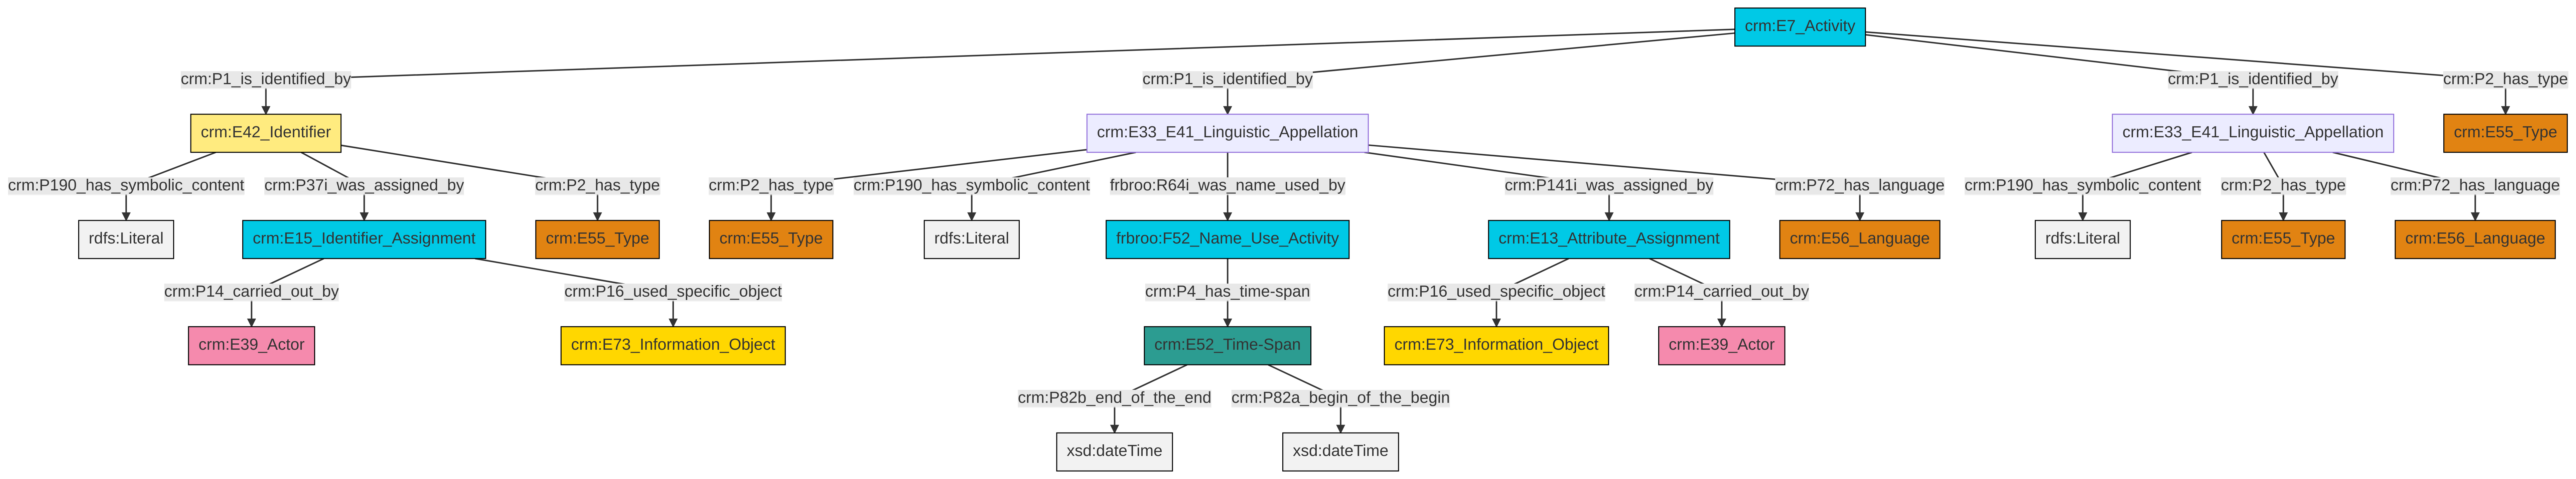 crm:E7_Activity
crm:P1_is_identified_by
crm:P1_is_identified_by
crm:P1_is_identified_by
crm:P2_has_type
crm:E42_Identifier
crm:E33_E41_Linguistic_Appellation
crm:E33_E41_Linguistic_Appellation
crm:E55_Type
crm:P190_has_symbolic_content
crm:P37i_was_assigned_by
crm:P2_has_type
crm:P2_has_type
crm:P190_has_symbolic_content
frbroo:R64i_was_name_used_by
crm:P141i_was_assigned_by
crm:P72_has_language
crm:P190_has_symbolic_content
crm:P2_has_type
crm:P72_has_language
rdfs:Literal
crm:E15_Identifier_Assignment
crm:E55_Type
crm:E55_Type
rdfs:Literal
frbroo:F52_Name_Use_Activity
crm:E13_Attribute_Assignment
crm:E56_Language
rdfs:Literal
crm:E55_Type
crm:E56_Language
crm:P14_carried_out_by
crm:P16_used_specific_object
crm:P4_has_time-span
crm:P16_used_specific_object
crm:P14_carried_out_by
crm:E39_Actor
crm:E73_Information_Object
crm:E52_Time-Span
crm:E73_Information_Object
crm:E39_Actor
crm:P82b_end_of_the_end
crm:P82a_begin_of_the_begin
xsd:dateTime
xsd:dateTime